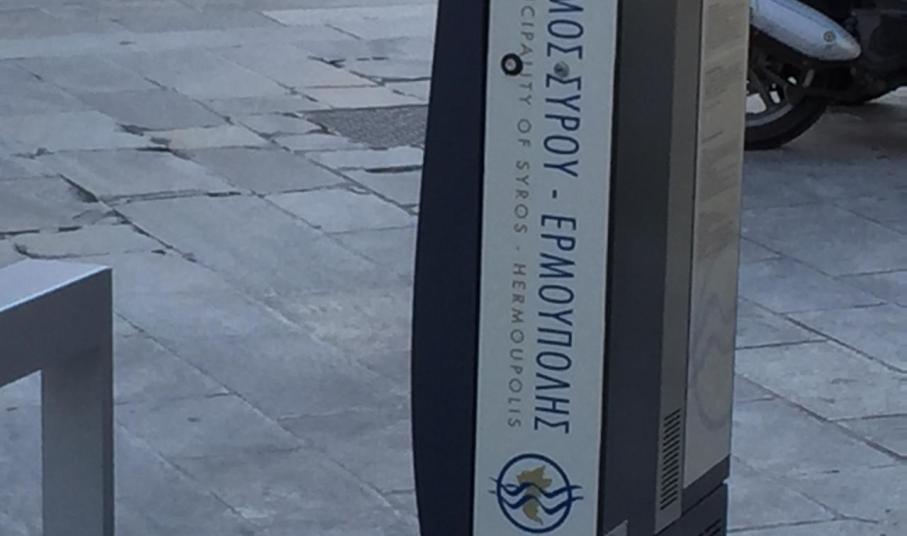 ΜΟΣ ΣΥΡΟΥ - ΕΡΜΟΥΠΟΛΗΣ
CIPALITY OF SYROS - HERMOUPOLIS